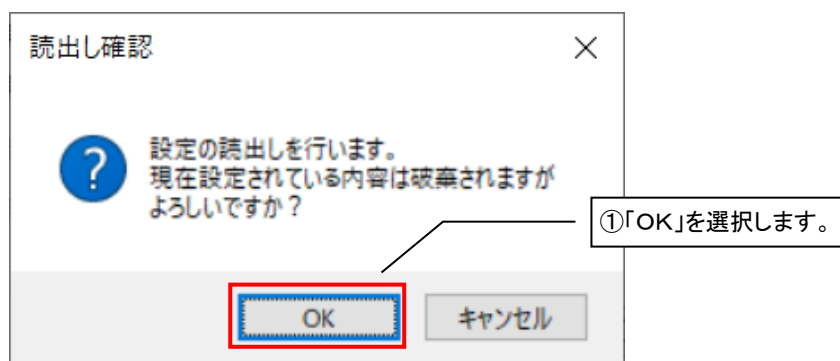 読出し確認
?
設定の読出しを行います。
現在設定されている内容は破棄されますが
よろしいですか？
①「ＯＫ」を選択します。
OK
キャンセル